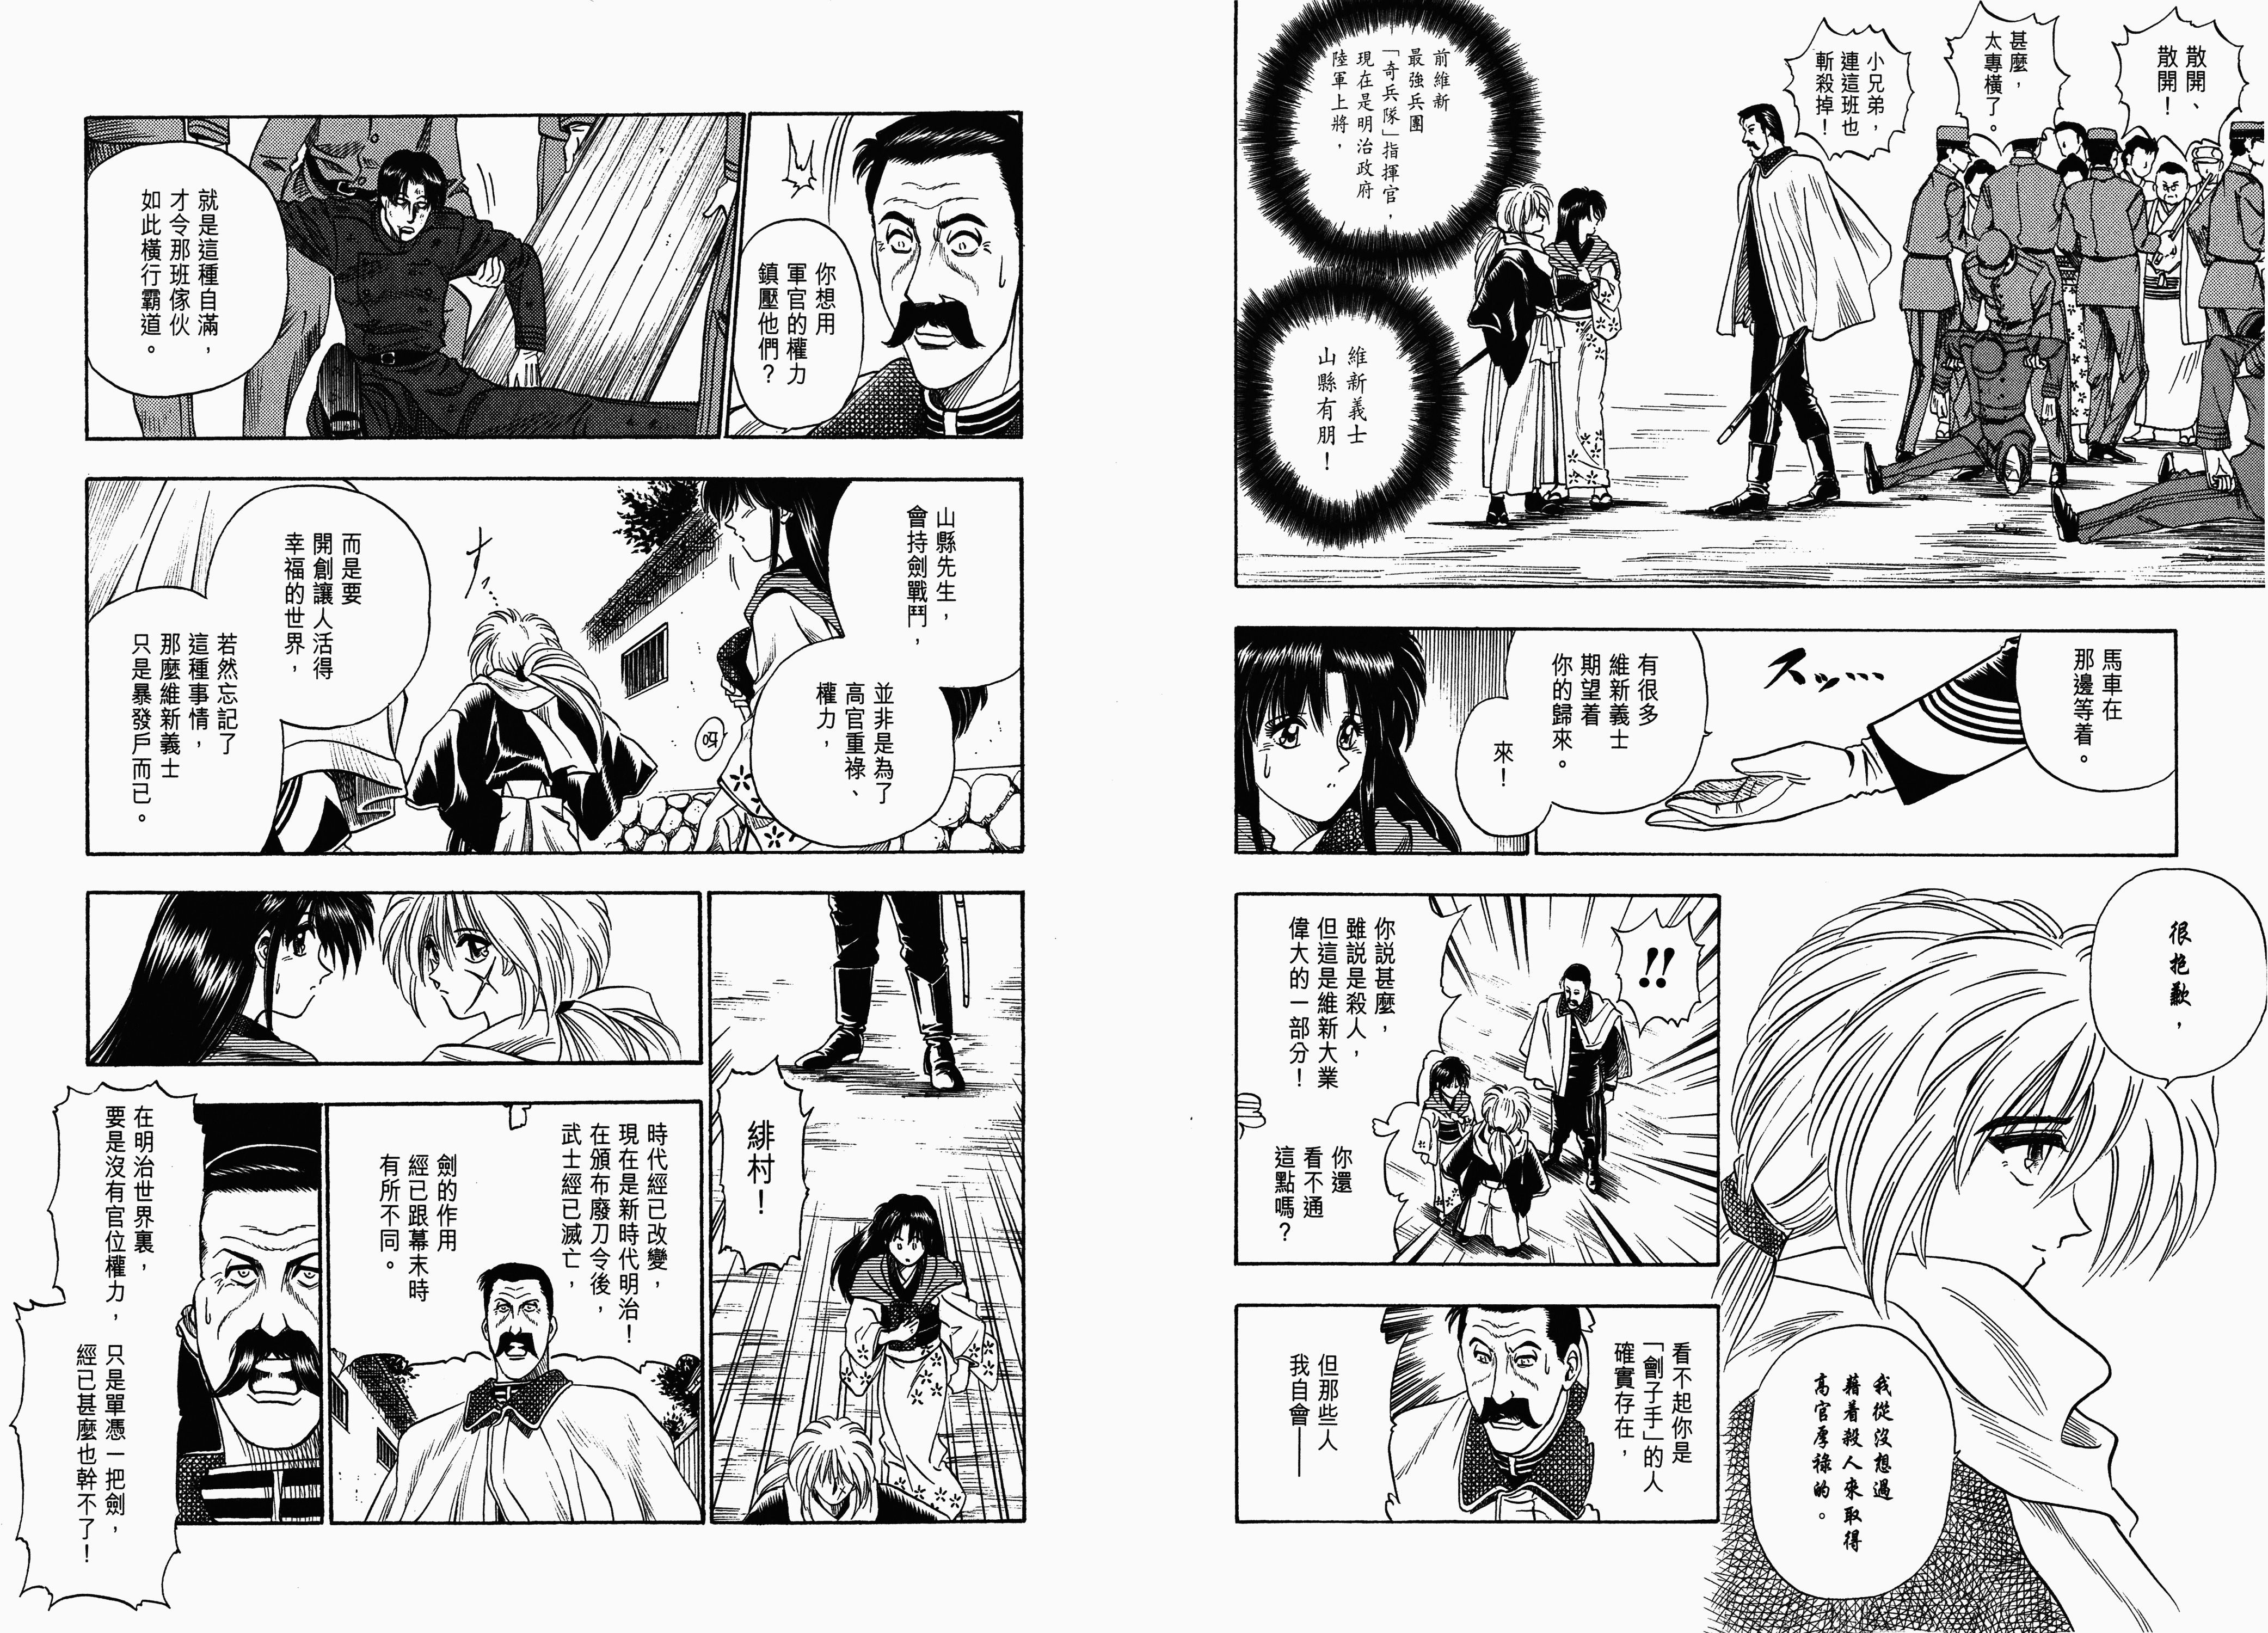 散開、
散開！
甚麼，
太專橫了。
小兄弟，
連這班也
斬殺掉！
前維新
最強兵團
「奇兵隊」指揮官，
現在是明治政府
陸軍上將，
維新義士
山縣有朋！
馬車在
那邊等着。
スッ…
有很多
維新義士
期望着
你的歸來。
來！
很抱歉，
我從沒想過
藉着殺人來取得
高官厚祿的。
!!
你說甚麼，
雖說是殺人，
但這是維新大業
偉大的一部分！
你還
看不通
這點嗎？
看不起你是
「劊子手」的人
確實存在，
但那些人
我自會──
你想用
軍官的權力
鎮壓他們？
就是這種自滿，
才令那班傢伙
如此橫行霸道。
山縣先生，
會持劍戰鬥，
並非是為了
高官重祿、
權力，
呀
す…
而是要
開創讓人活得
幸福的世界，
若然忘記了
這種事情，
那麼維新義士
只是暴發戶而已。
緋村！
時代經已改變，
現在是新時代明治！
在頒布廢刀令後，
武士經已滅亡，
劍的作用
經已跟幕末時
有所不同。
在明治世界裏，
要是沒有官位權力，
只是單憑一把劍，
經已甚麼也幹不了！